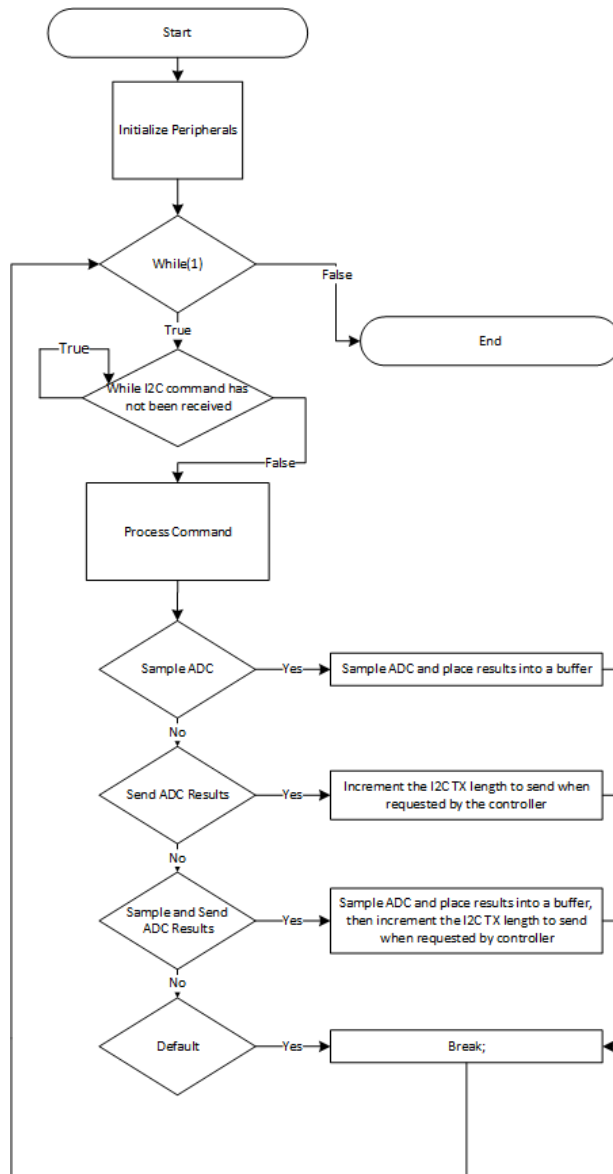 Start
Initialize Peripherals
While(1)
False
True
End
True
While I2C command has
not been received
False
Process Command
Sample ADC
Yes
Sample ADC and place results into a buffer
No
Send ADC Results
Yes
Increment the I2C TX length to send when
requested by the controller
No
Sample and Send
ADC Results
Yes
Sample ADC and place results into a buffer,
then increment the I2C TX length to send
when requested by controller
No
Default
Yes
Break;